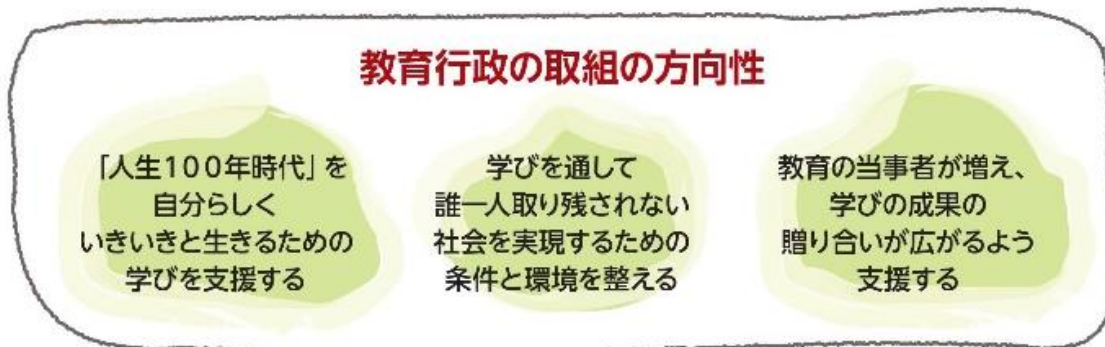 教育行政の取組の方向性
「人生100年時代」を
自分らしく
いきいきと生きるための
学びを支援する
学びを通して
誰一人取り残されない
社会を実現するための
条件と環境を整える
教育の当事者が増え、
学びの成果の
贈り合いが広がるよう
支援する